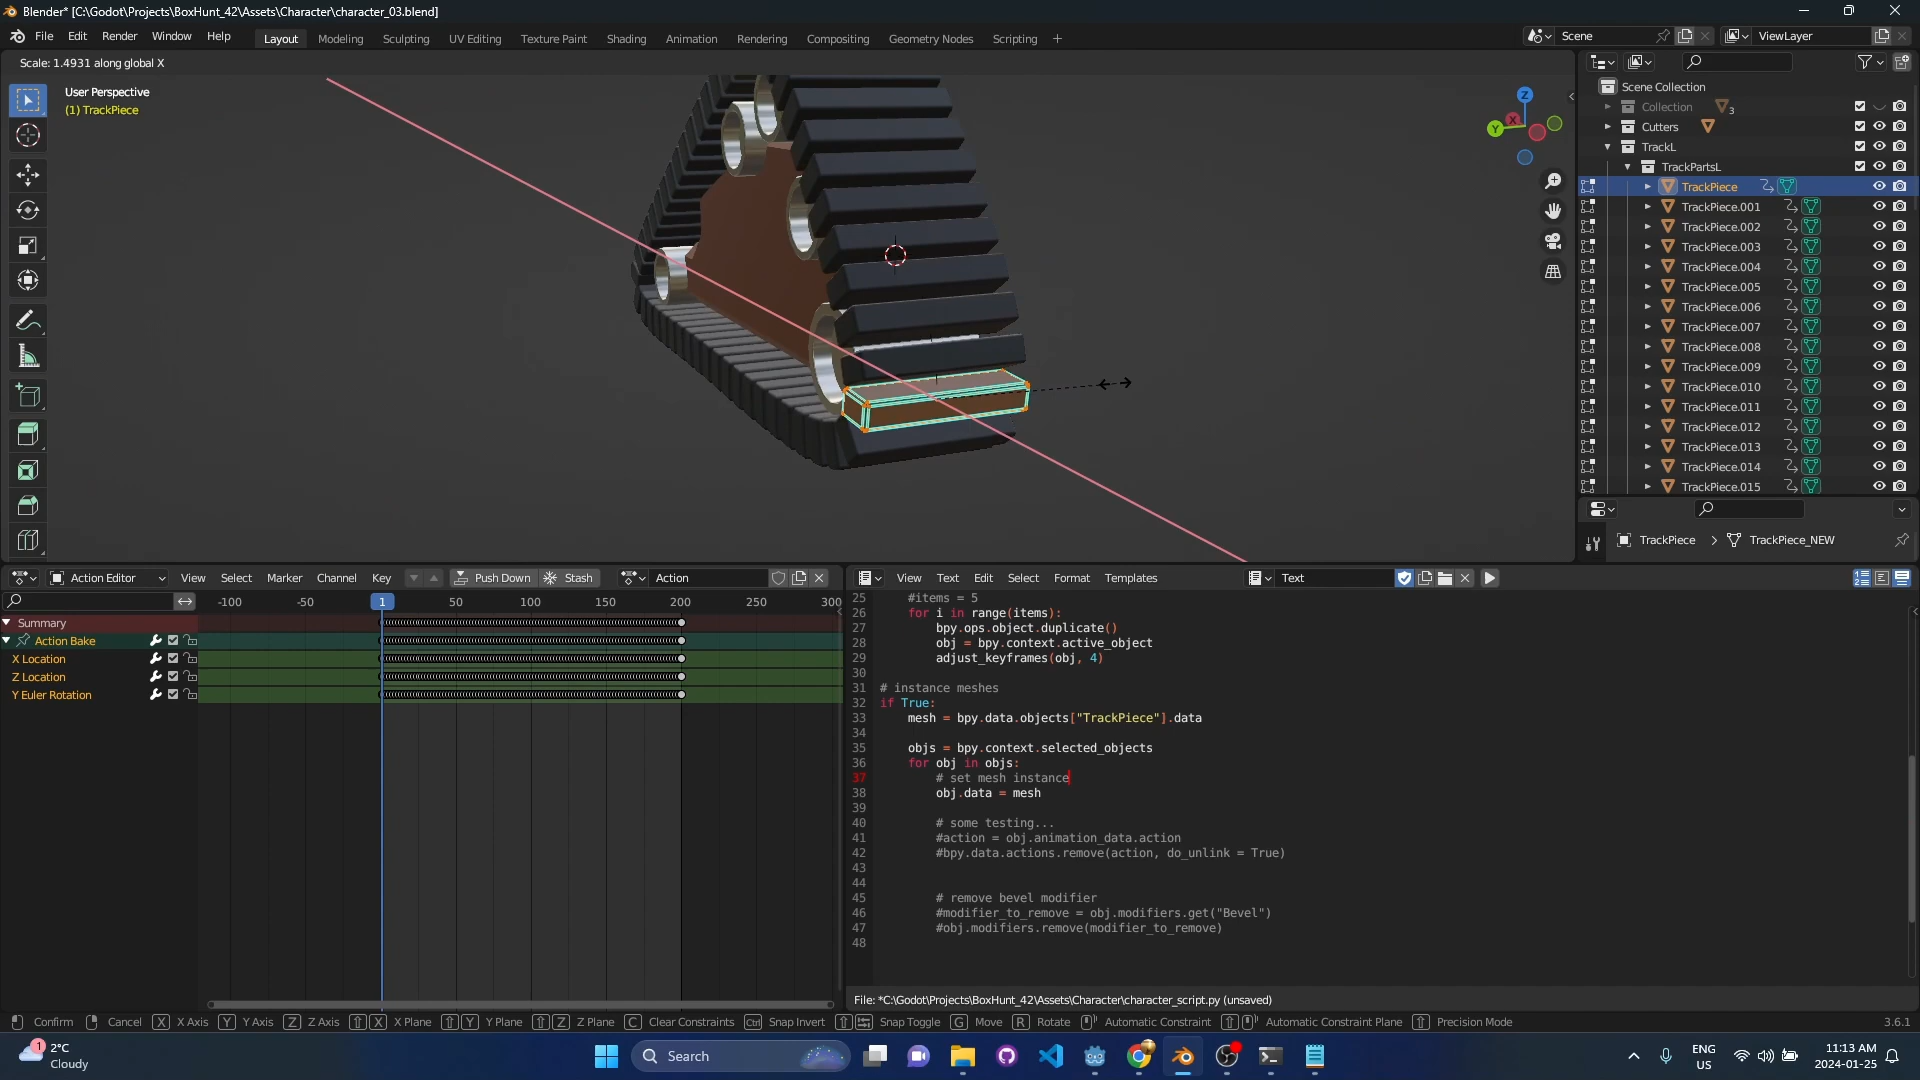 Blender* [C:\Godot\Projects\BoxHunt_42\Assets\Character\character_03.blend]
File Edit Render Window Help Layout Modeling Sculpting UV Editing Texture Paint Shading Animation Rendering Compositing Geometry Nodes Scripting + Scene ViewLayer
Scale: 1.4931 along global X
User Perspective
(1) TrackPiece
Z
X
Y
Scene Collection
Collection 3
Cutters
TrackL
TrackPartsL
TrackPiece
TrackPiece.001
TrackPiece.002
TrackPiece.003
TrackPiece.004
TrackPiece.005
TrackPiece.006
TrackPiece.007
TrackPiece.008
TrackPiece.009
TrackPiece.010
TrackPiece.011
TrackPiece.012
TrackPiece.013
TrackPiece.014
TrackPiece.015
TrackPiece > TrackPiece_NEW
Action Editor View Select Marker Channel Key Push Down Stash Action
-100 -50 1 50 100 150 200 250 300
Summary
Action Bake
X Location
Z Location
Y Euler Rotation
View Text Edit Select Format Templates Text
25 #items = 5
26 for i in range(items):
27 bpy.ops.object.duplicate()
28 obj = bpy.context.active_object
29 adjust_keyframes(obj, 4)
30
31 # instance meshes
32 if True:
33 mesh = bpy.data.objects["TrackPiece"].data
34
35 objs = bpy.context.selected_objects
36 for obj in objs:
37 # set mesh instance
38 obj.data = mesh
39
40 # some testing...
41 #action = obj.animation_data.action
42 #bpy.data.actions.remove(action, do_unlink = True)
43
44
45 # remove bevel modifier
46 #modifier_to_remove = obj.modifiers.get("Bevel")
47 #obj.modifiers.remove(modifier_to_remove)
48
File: *C:\Godot\Projects\BoxHunt_42\Assets\Character\character_script.py (unsaved)
Confirm Cancel X X Axis Y Y Axis Z Z Axis X X Plane Y Y Plane Z Z Plane C Clear Constraints Ctrl Snap Invert Snap Toggle G Move R Rotate Automatic Constraint Automatic Constraint Plane Precision Mode 3.6.1
1
2°C
Cloudy
Search
ENG
US
11:13 AM
2024-01-25